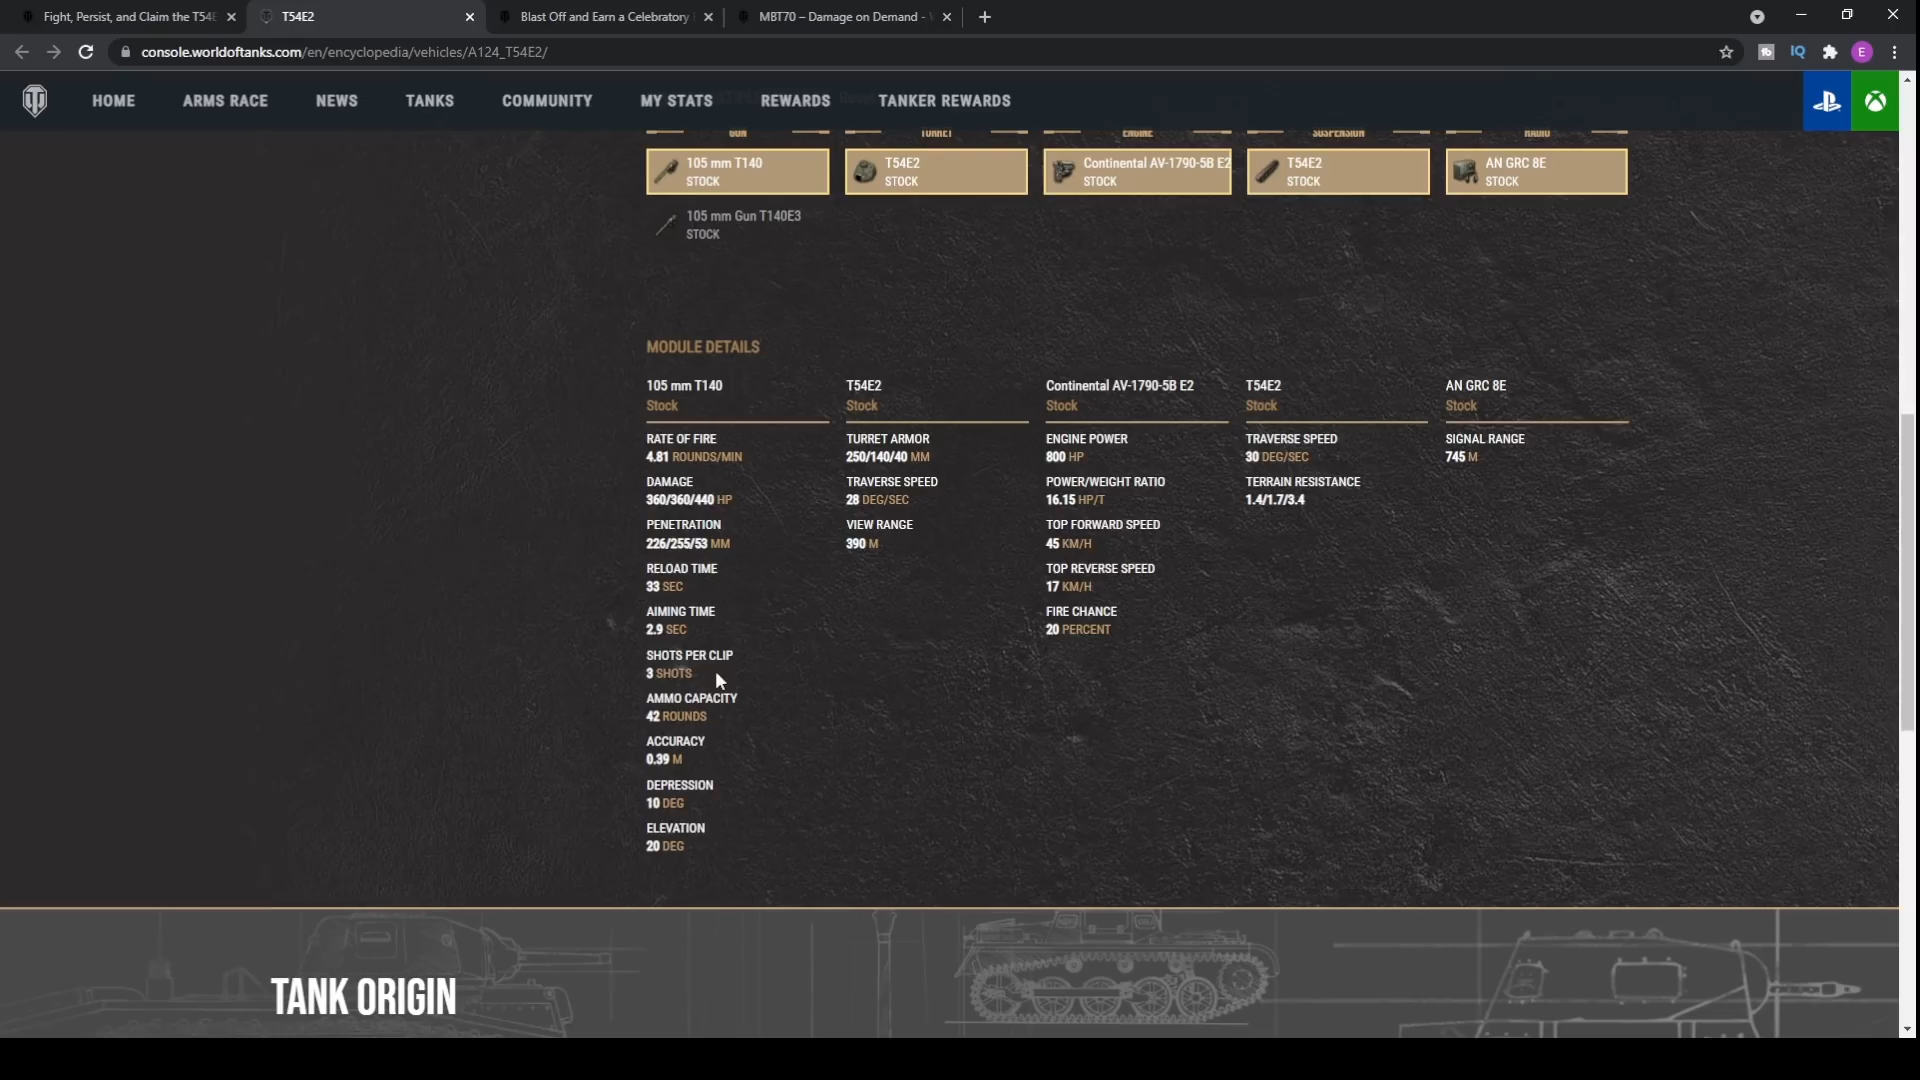 Fight, Persist, and Claim the T54E
T54E2
Blast Off and Earn a Celebratory
MBT70 – Damage on Demand -
console.worldoftanks.com/en/encyclopedia/vehicles/A124_T54E2/
IQ
E
HOME
ARMS RACE
NEWS
TANKS
COMMUNITY
MY STATS
REWARDS
TANKER REWARDS
GUN
TURRET
ENGINE
SUSPENSION
RADIO
105 mm T140
STOCK
T54E2
STOCK
Continental AV-1790-5B E2
STOCK
T54E2
STOCK
AN GRC 8E
STOCK
105 mm Gun T140E3
STOCK
MODULE DETAILS
105 mm T140
Stock
RATE OF FIRE
4.81 ROUNDS/MIN
DAMAGE
360/360/440 HP
PENETRATION
226/255/53 MM
RELOAD TIME
33 SEC
AIMING TIME
2.9 SEC
SHOTS PER CLIP
3 SHOTS
AMMO CAPACITY
42 ROUNDS
ACCURACY
0.39 M
DEPRESSION
10 DEG
ELEVATION
20 DEG
T54E2
Stock
TURRET ARMOR
250/140/40 MM
TRAVERSE SPEED
28 DEG/SEC
VIEW RANGE
390 M
Continental AV-1790-5B E2
Stock
ENGINE POWER
800 HP
POWER/WEIGHT RATIO
16.15 HP/T
TOP FORWARD SPEED
45 KM/H
TOP REVERSE SPEED
17 KM/H
FIRE CHANCE
20 PERCENT
T54E2
Stock
TRAVERSE SPEED
30 DEG/SEC
TERRAIN RESISTANCE
1.4/1.7/3.4
AN GRC 8E
Stock
SIGNAL RANGE
745 M
TANK ORIGIN